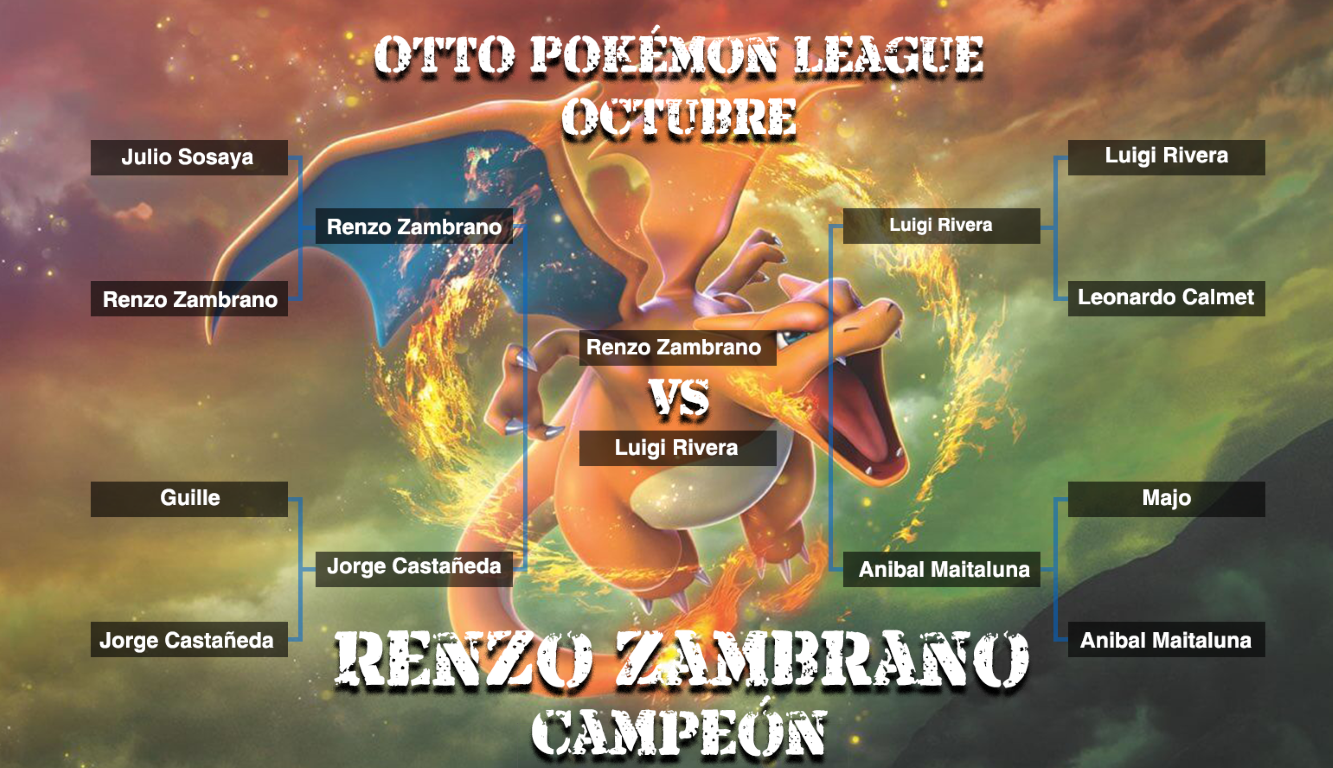 OTTO POKÉMON LEAGUE
OCTUBRE
Julio Sosaya
Renzo Zambrano
Renzo Zambrano
Guille
Jorge Castañeda
Jorge Castañeda
Renzo Zambrano
VS
Luigi Rivera
Luigi Rivera
Luigi Rivera
Leonardo Calmet
Majo
Anibal Maitaluna
Anibal Maitaluna
RENZO ZAMBRANO
CAMPEÓN